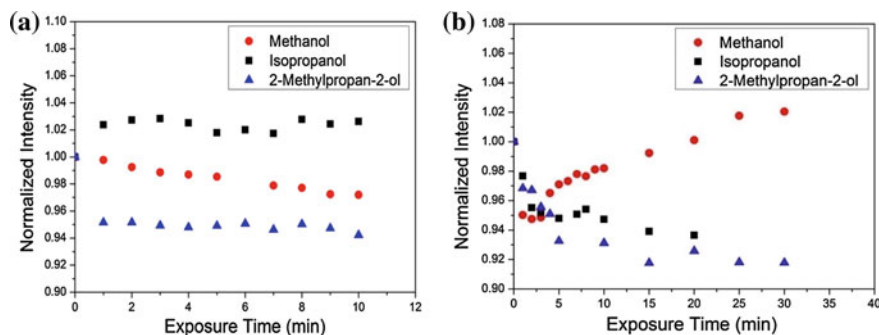 (a)
Methanol
Isopropanol
2-Methylpropan-2-ol
Normalized Intensity
1.10
1.08
1.06
1.04
1.02
1.00
0.98
0.96
0.94
0.92
0.90
0 2 4 6 8 10 12
Exposure Time (min)
(b)
Methanol
Isopropanol
2-Methylpropan-2-ol
Normalized Intensity
1.08
1.06
1.04
1.02
1.00
0.98
0.96
0.94
0.92
0.90
0 5 10 15 20 25 30 35
Exposure Time (min)